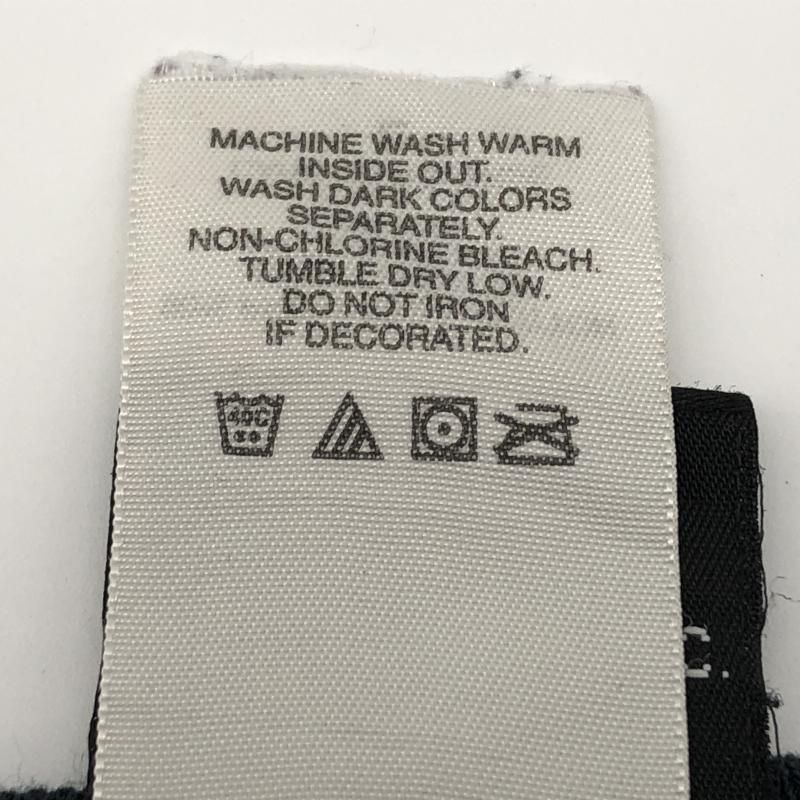 MACHINE WASH WARM
INSIDE OUT.
WASH DARK COLORS
SEPARATELY.
NON-CHLORINE BLEACH.
TUMBLE DRY LOW.
DO NOT IRON
IF DECORATED.
40C